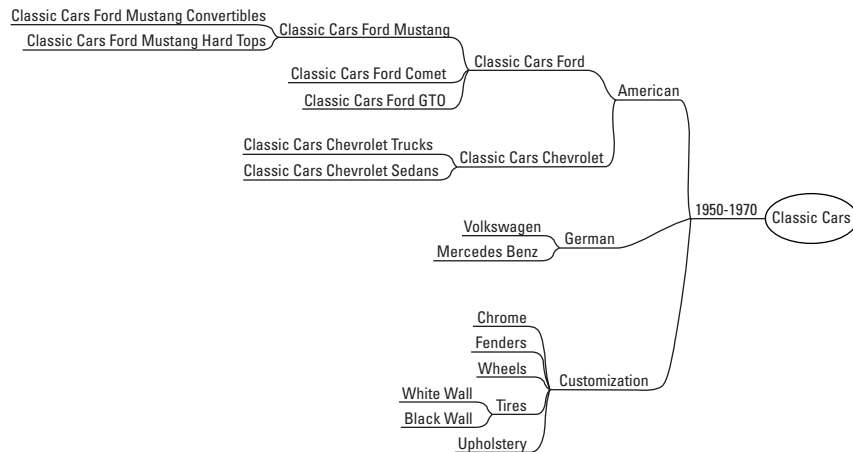 Classic Cars Ford Mustang Convertibles
Classic Cars Ford Mustang Hard Tops
Classic Cars Ford Mustang
Classic Cars Ford Comet
Classic Cars Ford GTO
Classic Cars Ford
American
Classic Cars Chevrolet Trucks
Classic Cars Chevrolet Sedans
Classic Cars Chevrolet
1950-1970
Classic Cars
Volkswagen
Mercedes Benz
German
Chrome
Fenders
Wheels
White Wall
Black Wall
Tires
Upholstery
Customization